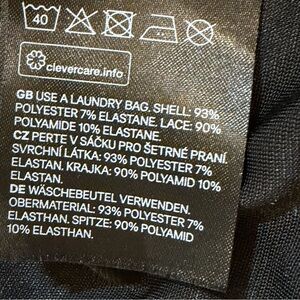 40
clevercare.info
GB USE A LAUNDRY BAG. SHELL: 93%
POLYESTER 7% ELASTANE. LACE: 90%
POLYAMIDE 10% ELASTANE.
CZ PERTE V SÁČKU PRO ŠETRNÉ PRANÍ.
SVRCHNÍ LÁTKA: 93% POLYESTER 7%
ELASTAN. KRAJKA: 90% POLYAMID 10%
ELASTAN.
DE WÄSCHEBEUTEL VERWENDEN.
OBERMATERIAL: 93% POLYESTER 7%
ELASTHAN. SPITZE: 90% POLYAMID
10% ELASTHAN.